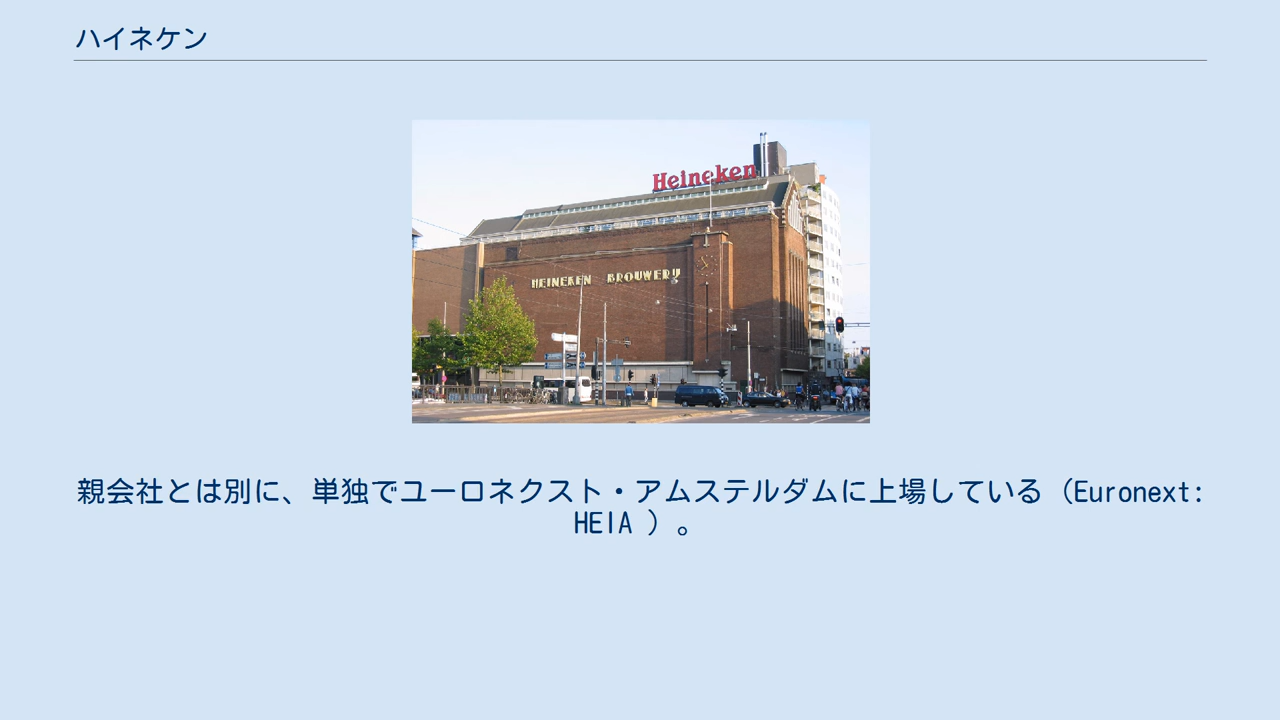 ハイネケン
Heineken
HEINEKEN BROUWERIJ
親会社とは別に、単独でユーロネクスト・アムステルダムに上場している（Euronext:
HEIA ）。